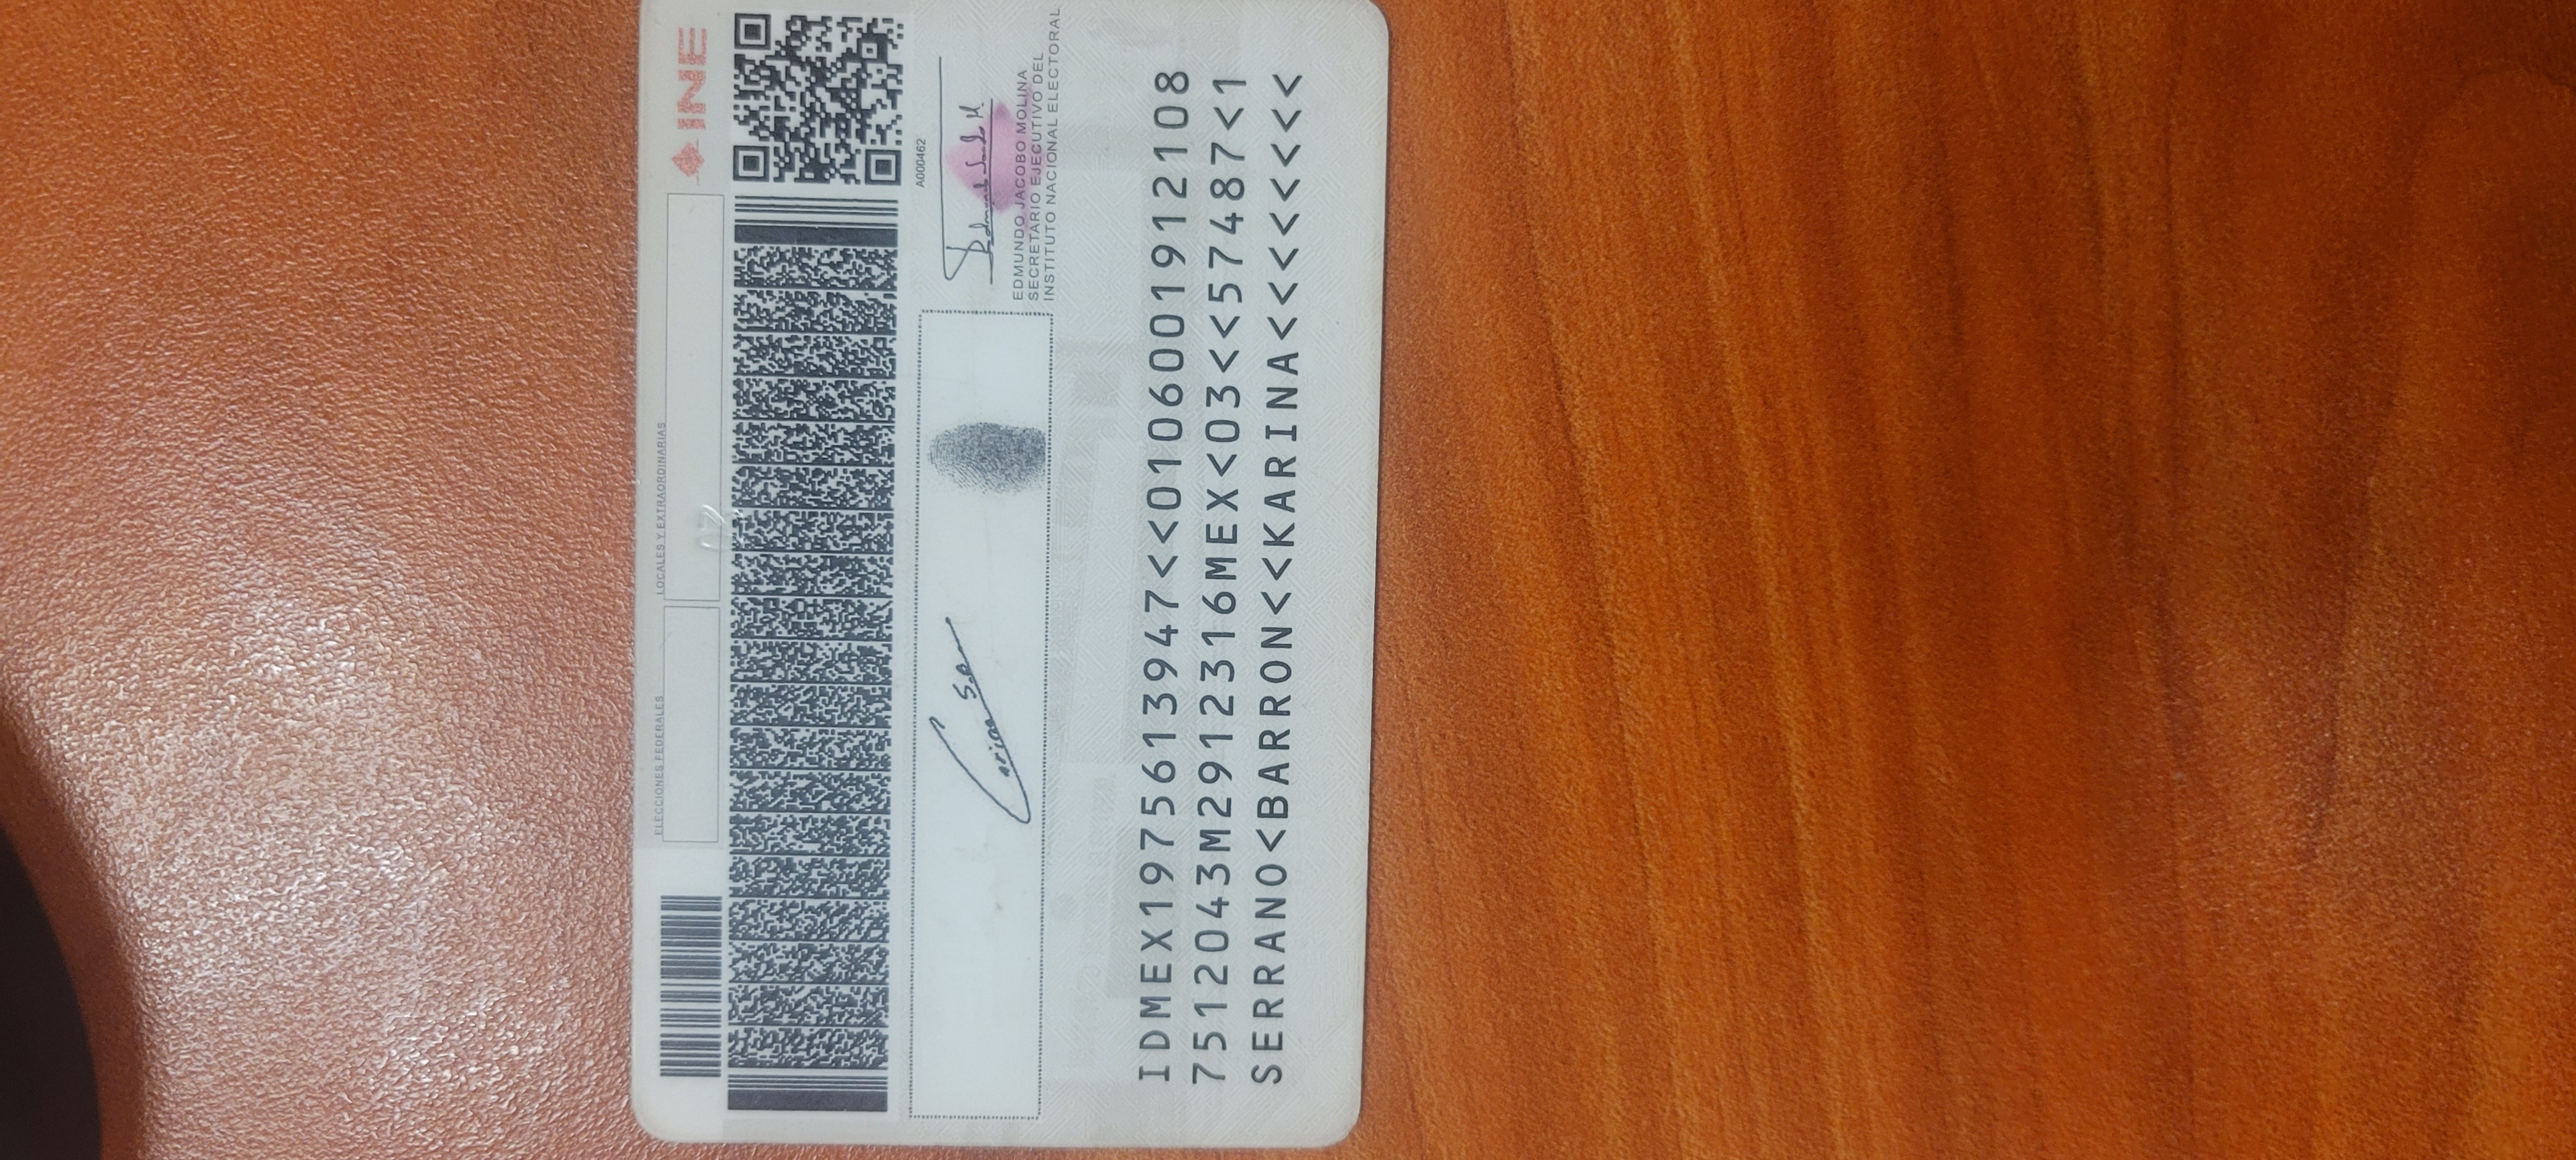 ELECCIONES FEDERALES
LOCALES Y EXTRAORDINARIAS
INE
A000462
EDMUNDO JACOBO MOLINA
SECRETARIO EJECUTIVO DEL
INSTITUTO NACIONAL ELECTORAL
IDMEX1975613947<<0106001912108
7512043M2912316MEX<03<<57487<1
SERRANO<BARRON<<KARINA<<<<<<<<